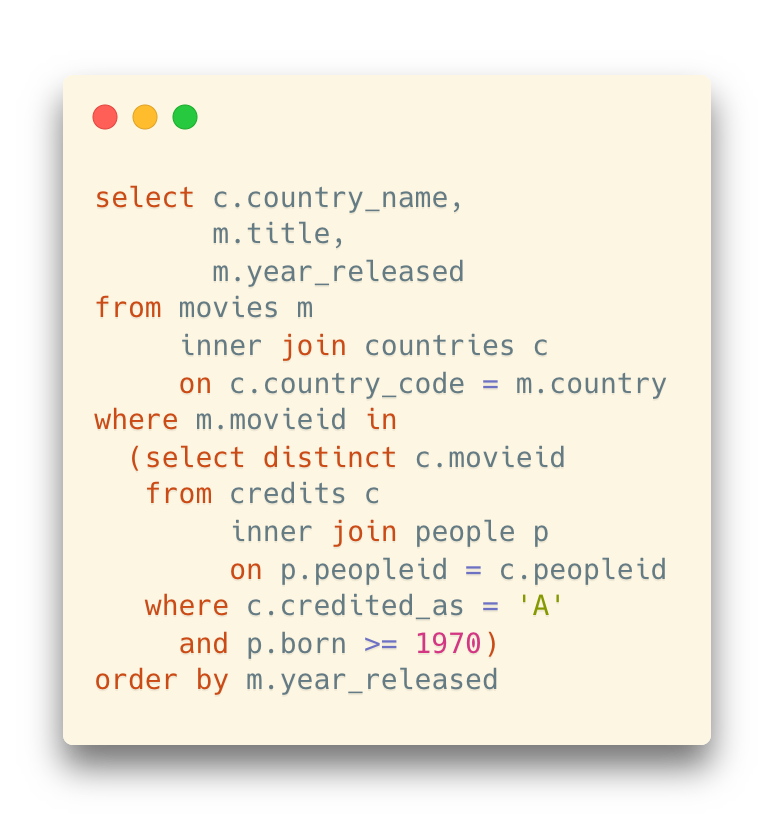 select c.country_name,
       m.title,
       m.year_released
from movies m
     inner join countries c
     on c.country_code = m.country
where m.movieid in
  (select distinct c.movieid
   from credits c
        inner join people p
        on p.peopleid = c.peopleid
   where c.credited_as = 'A'
     and p.born >= 1970)
order by m.year_released